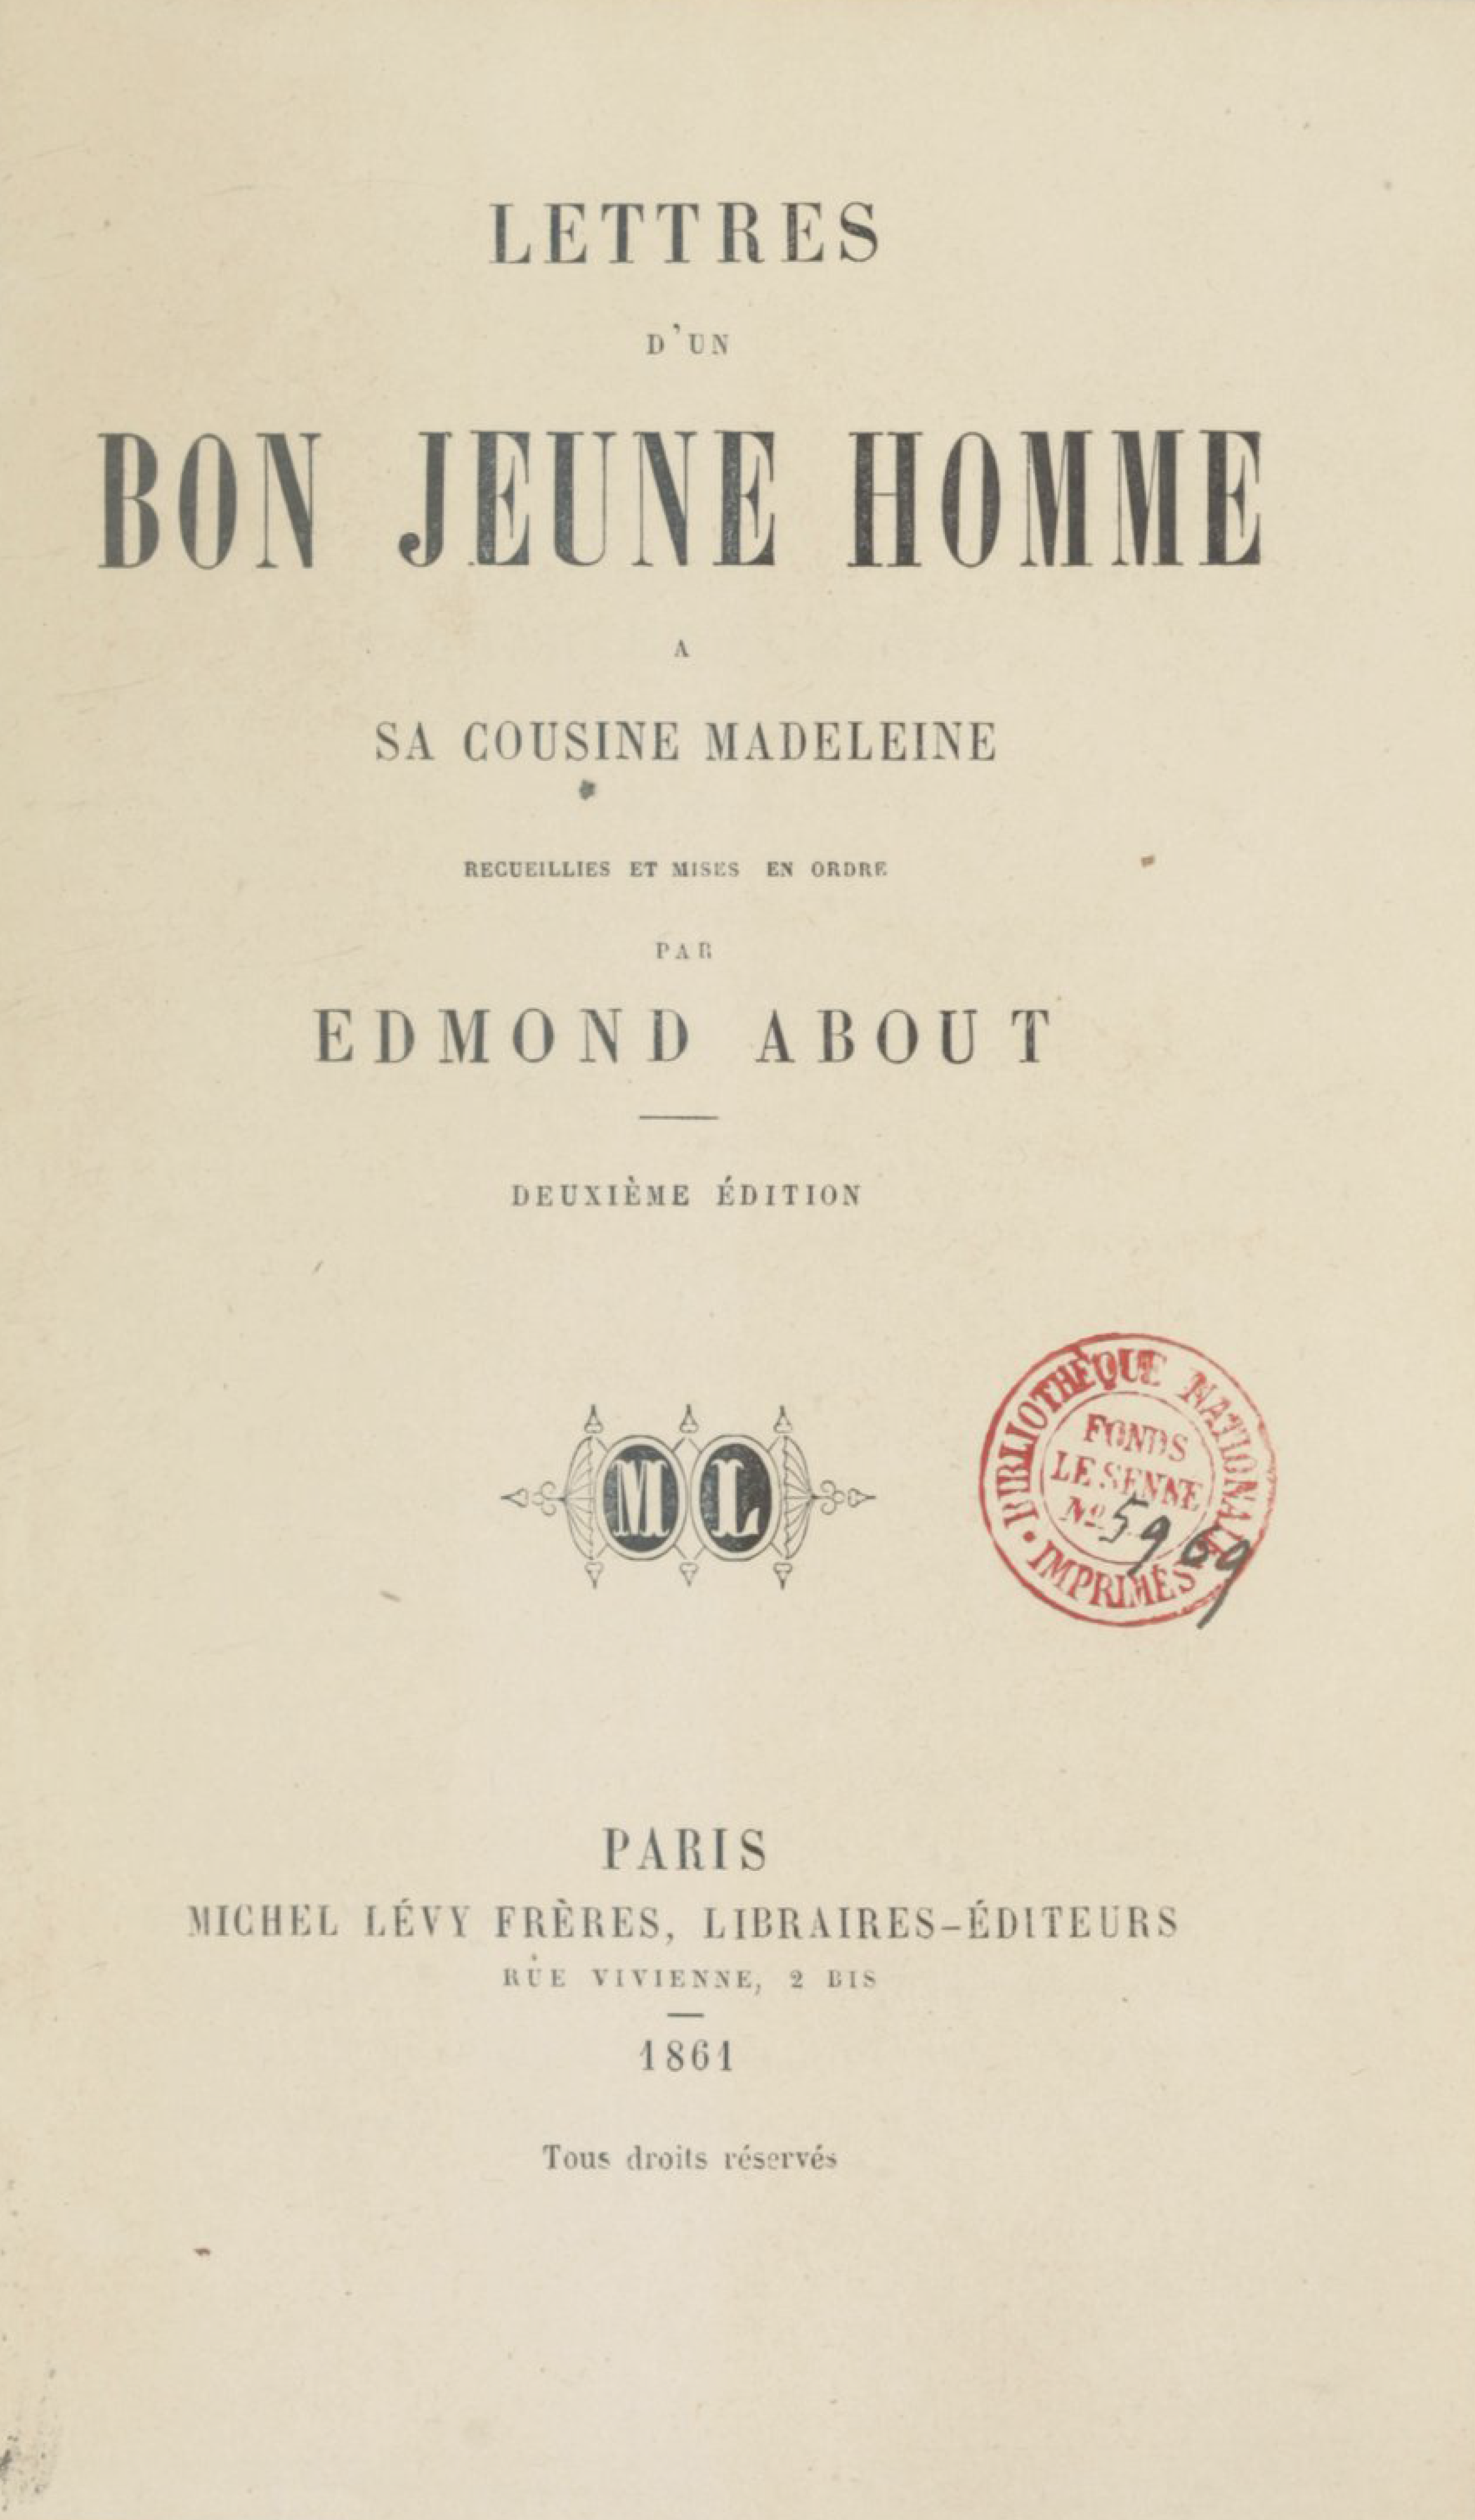 LETTRES
D'UN
BON JEUNE HOMME
A
SA COUSINE MADELEINE
RECUEILLIES ET MISES EN ORDRE
PAR
EDMOND ABOUT
DEUXIÈME ÉDITION
ML
BIBLIOTHÈQUE NATIONALE
FONDS
LE SENNE
No 5969
IMPRIMÉS
PARIS
MICHEL LÉVY FRÈRES, LIBRAIRES-ÉDITEURS
RUE VIVIENNE, 2 BIS
1861
Tous droits réservés